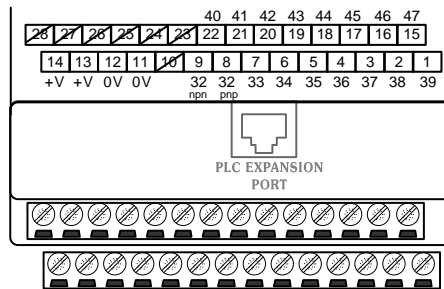 40 41 42 43 44 45 46 47
28 27 26 25 24 23 22 21 20 19 18 17 16 15
14 13 12 11 10 9 8 7 6 5 4 3 2 1
+V +V 0V 0V 32 32 33 34 35 36 37 38 39
npn pnp
PLC EXPANSION
PORT